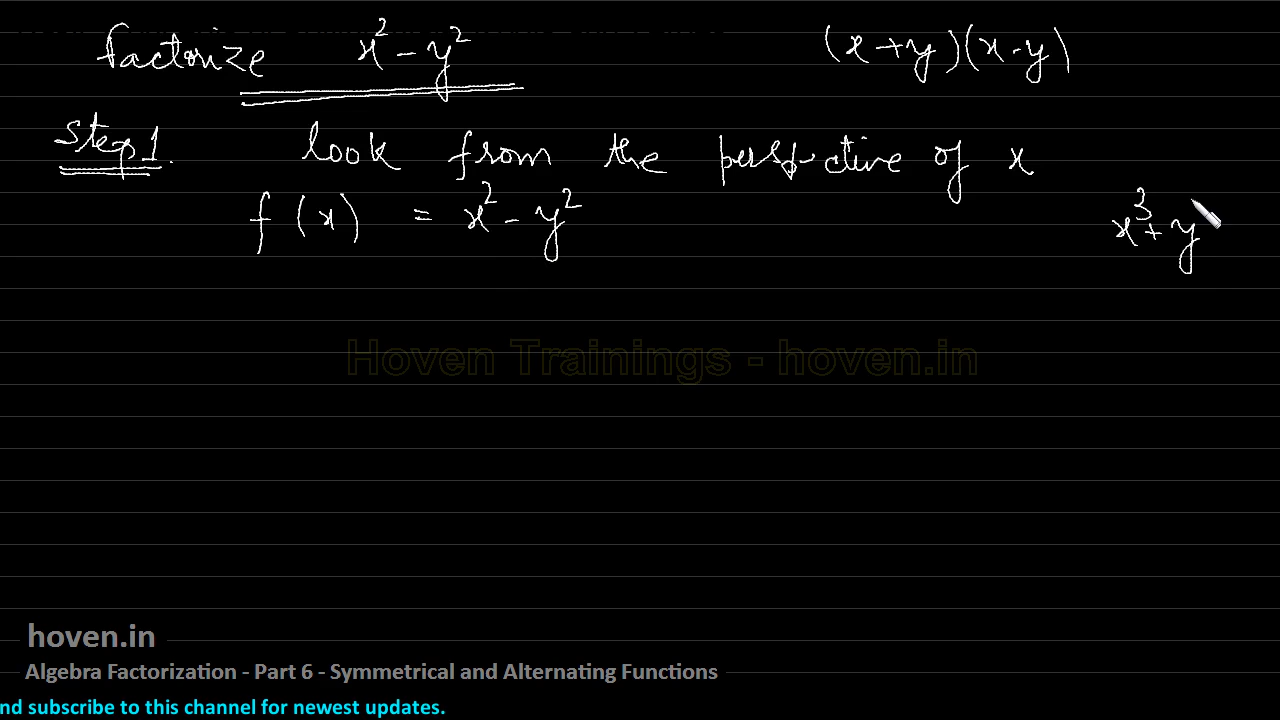 factorize x² - y² (x + y)(x - y)
Step 1. look from the perspective of x
f(x) = x² - y²
x³ + y
Hoven Trainings - hoven.in
hoven.in
Algebra Factorization - Part 6 - Symmetrical and Alternating Functions
nd subscribe to this channel for newest updates.